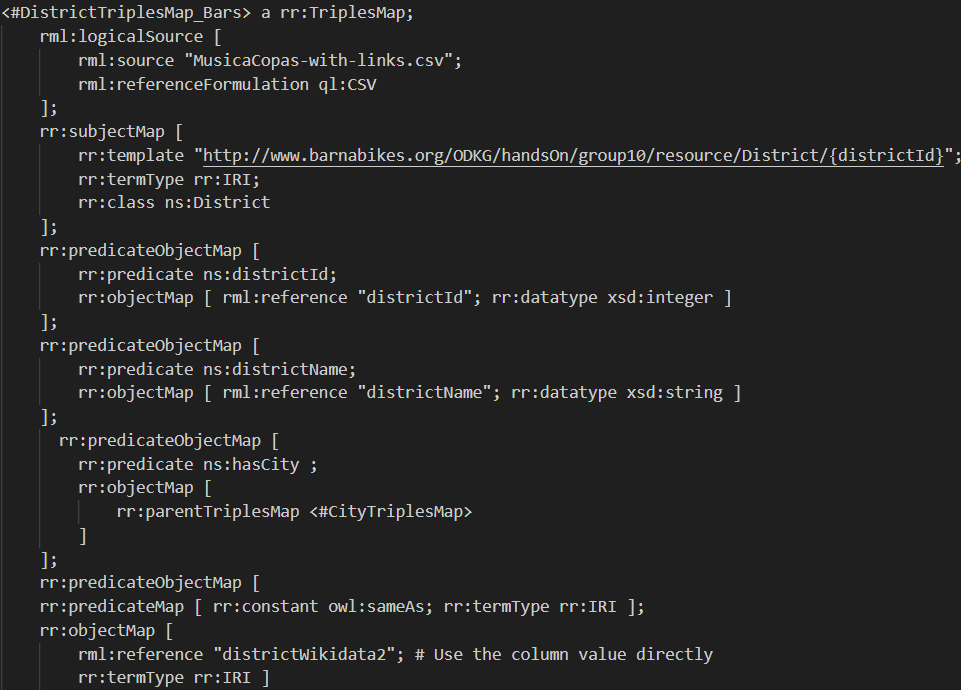 <#DistrictTriplesMap_Bars> a rr:TriplesMap;
    rml:logicalSource [
        rml:source "MusicaCopas-with-links.csv";
        rml:referenceFormulation ql:CSV
    ];
    rr:subjectMap [
        rr:template "http://www.barnabikes.org/ODKG/handsOn/group10/resource/District/{districtId}";
        rr:termType rr:IRI;
        rr:class ns:District
    ];
    rr:predicateObjectMap [
        rr:predicate ns:districtId;
        rr:objectMap [ rml:reference "districtId"; rr:datatype xsd:integer ]
    ];
    rr:predicateObjectMap [
        rr:predicate ns:districtName;
        rr:objectMap [ rml:reference "districtName"; rr:datatype xsd:string ]
    ];
      rr:predicateObjectMap [
        rr:predicate ns:hasCity ;
        rr:objectMap [
            rr:parentTriplesMap <#CityTriplesMap>
        ]
    ];
    rr:predicateObjectMap [
    rr:predicateMap [ rr:constant owl:sameAs; rr:termType rr:IRI ];
    rr:objectMap [
        rml:reference "districtWikidata2"; # Use the column value directly
        rr:termType rr:IRI ]